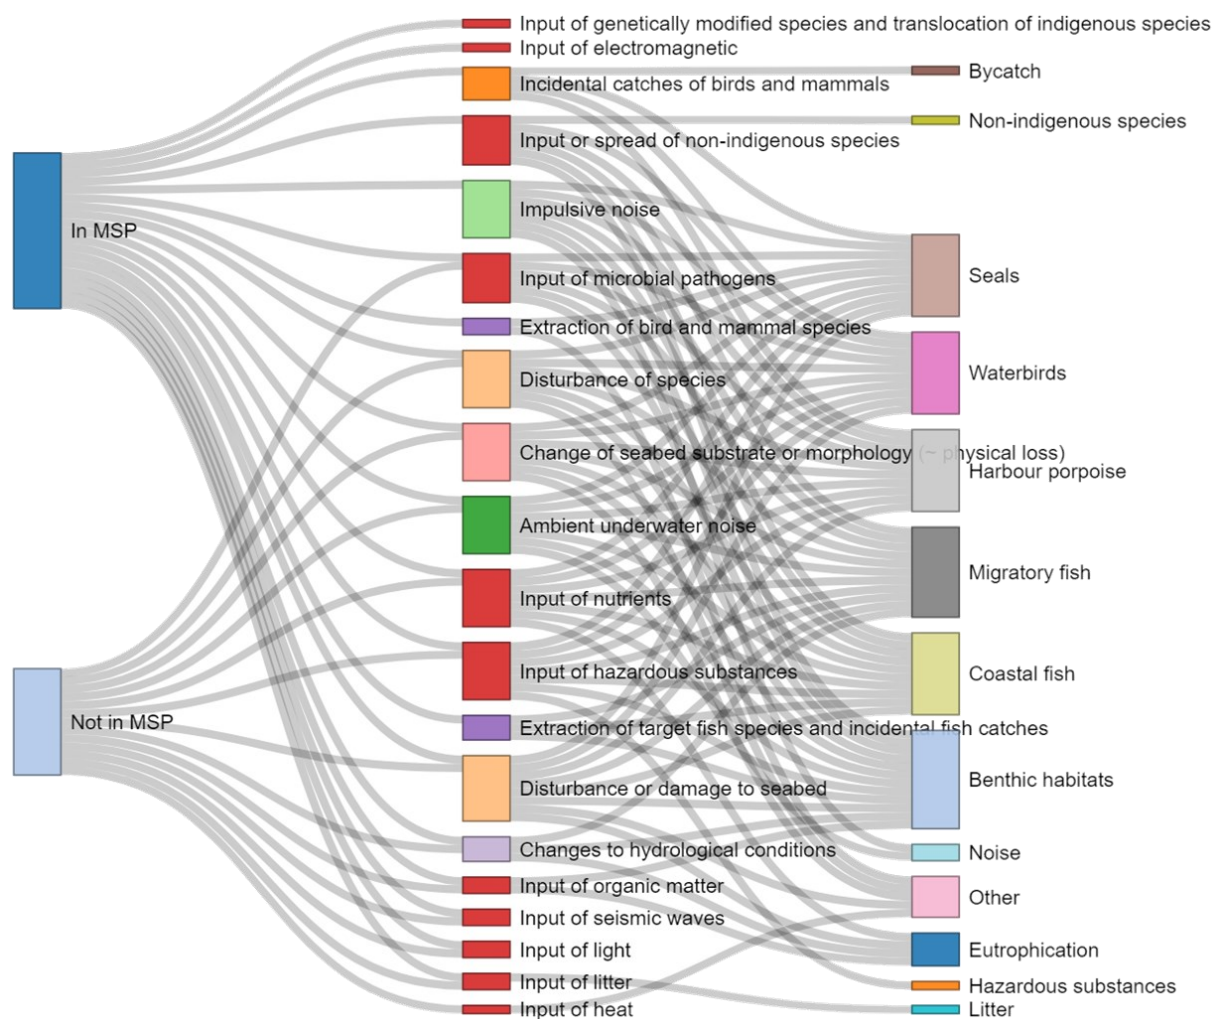 In MSP
Not in MSP
Input of genetically modified species and translocation of indigenous species
Input of electromagnetic
Incidental catches of birds and mammals
Input or spread of non-indigenous species
Impulsive noise
Input of microbial pathogens
Extraction of bird and mammal species
Disturbance of species
Change of seabed substrate or morphology (~ physical loss)
Ambient underwater noise
Input of nutrients
Input of hazardous substances
Extraction of target fish species and incidental fish catches
Disturbance or damage to seabed
Changes to hydrological conditions
Input of organic matter
Input of seismic waves
Input of light
Input of litter
Input of heat
Bycatch
Non-indigenous species
Seals
Waterbirds
Harbour porpoise
Migratory fish
Coastal fish
Benthic habitats
Noise
Other
Eutrophication
Hazardous substances
Litter